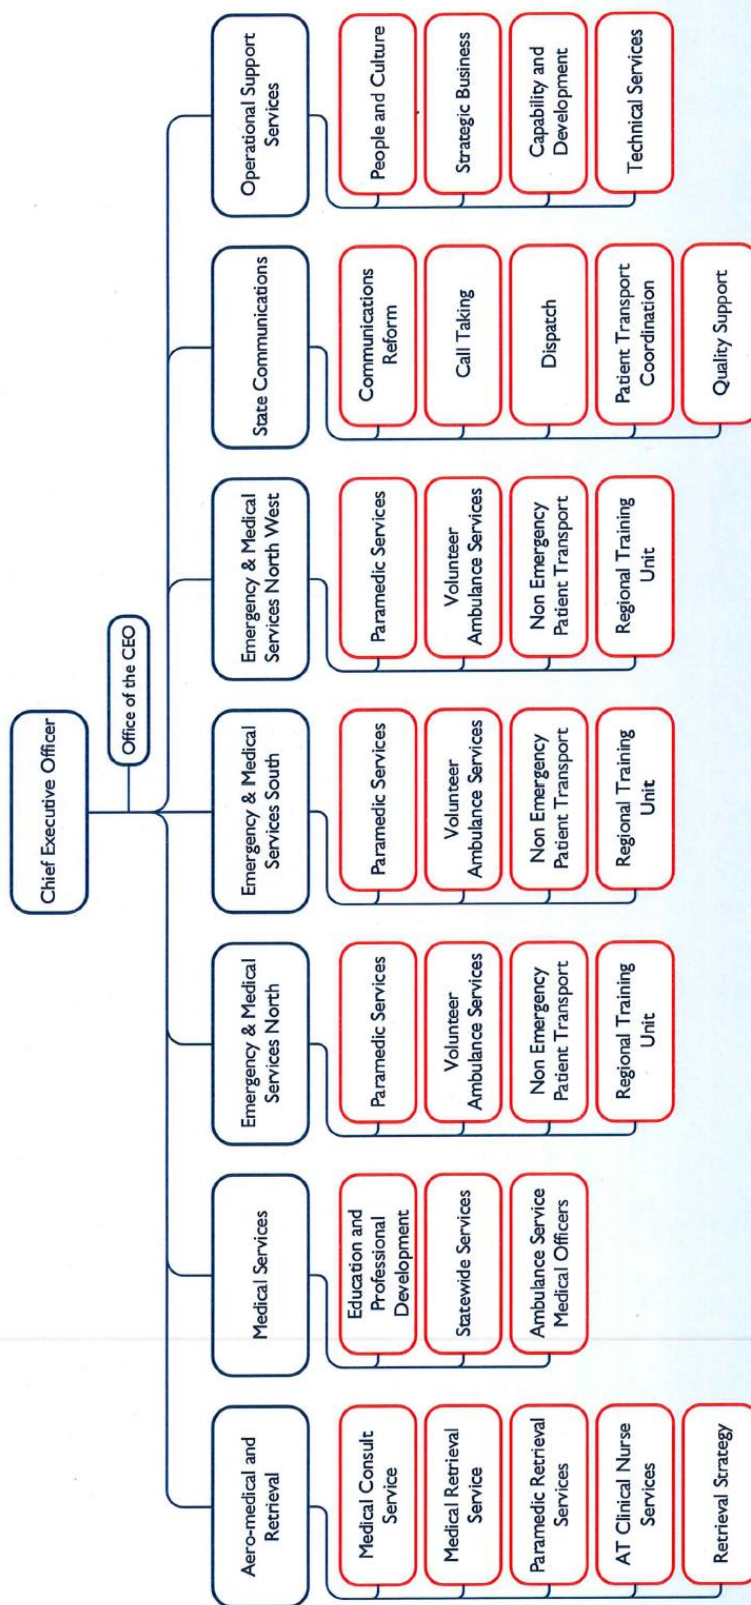 Chief Executive Officer
Office of the CEO
Aero-medical and
Retrieval
Medical Consult
Service
Medical Retrieval
Service
Paramedic Retrieval
Services
AT Clinical Nurse
Services
Retrieval Strategy
Medical Services
Education and
Professional
Development
Statewide Services
Ambulance Service
Medical Officers
Emergency & Medical
Services North
Paramedic Services
Volunteer
Ambulance Services
Non Emergency
Patient Transport
Regional Training
Unit
Emergency & Medical
Services South
Paramedic Services
Volunteer
Ambulance Services
Non Emergency
Patient Transport
Regional Training
Unit
Emergency & Medical
Services North West
Paramedic Services
Volunteer
Ambulance Services
Non Emergency
Patient Transport
Regional Training
Unit
State Communications
Communications
Reform
Call Taking
Dispatch
Patient Transport
Coordination
Quality Support
Operational Support
Services
People and Culture
Strategic Business
Capability and
Development
Technical Services